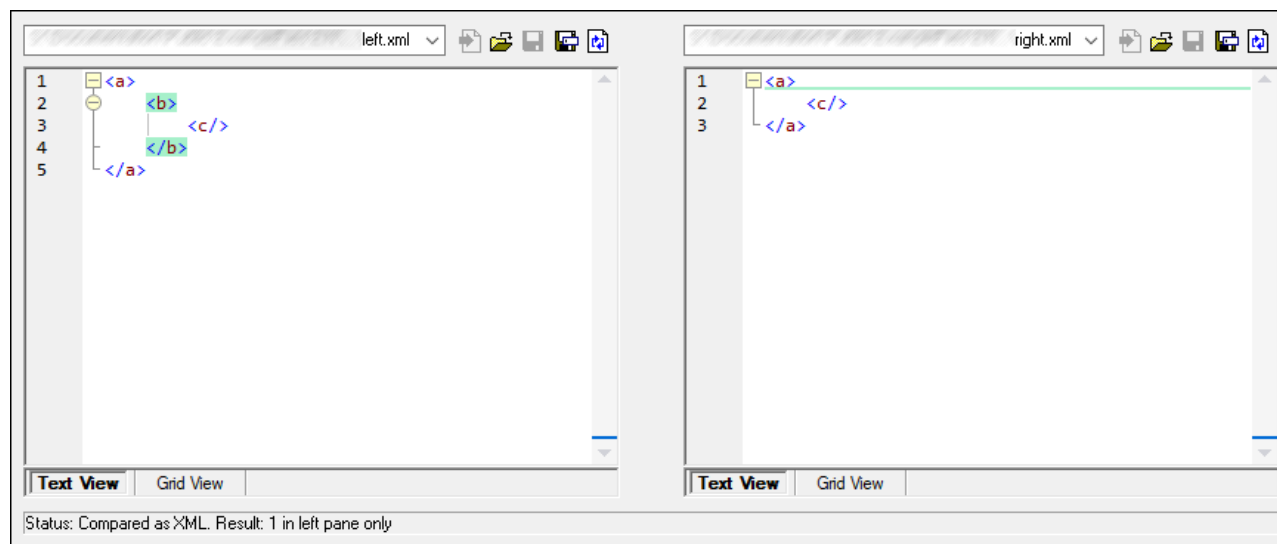 left.xml
1 <a>
2 <b>
3 <c/>
4 </b>
5 </a>
Text View Grid View
right.xml
1 <a>
2 <c/>
3 </a>
Text View Grid View
Status: Compared as XML. Result: 1 in left pane only